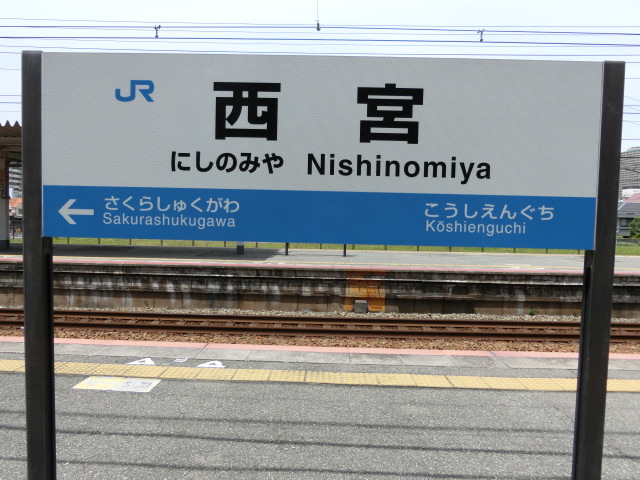 JR
西宮
にしのみや Nishinomiya
さくらしゅくがわ
Sakurashukugawa
こうしえんぐち
Kōshienguchi